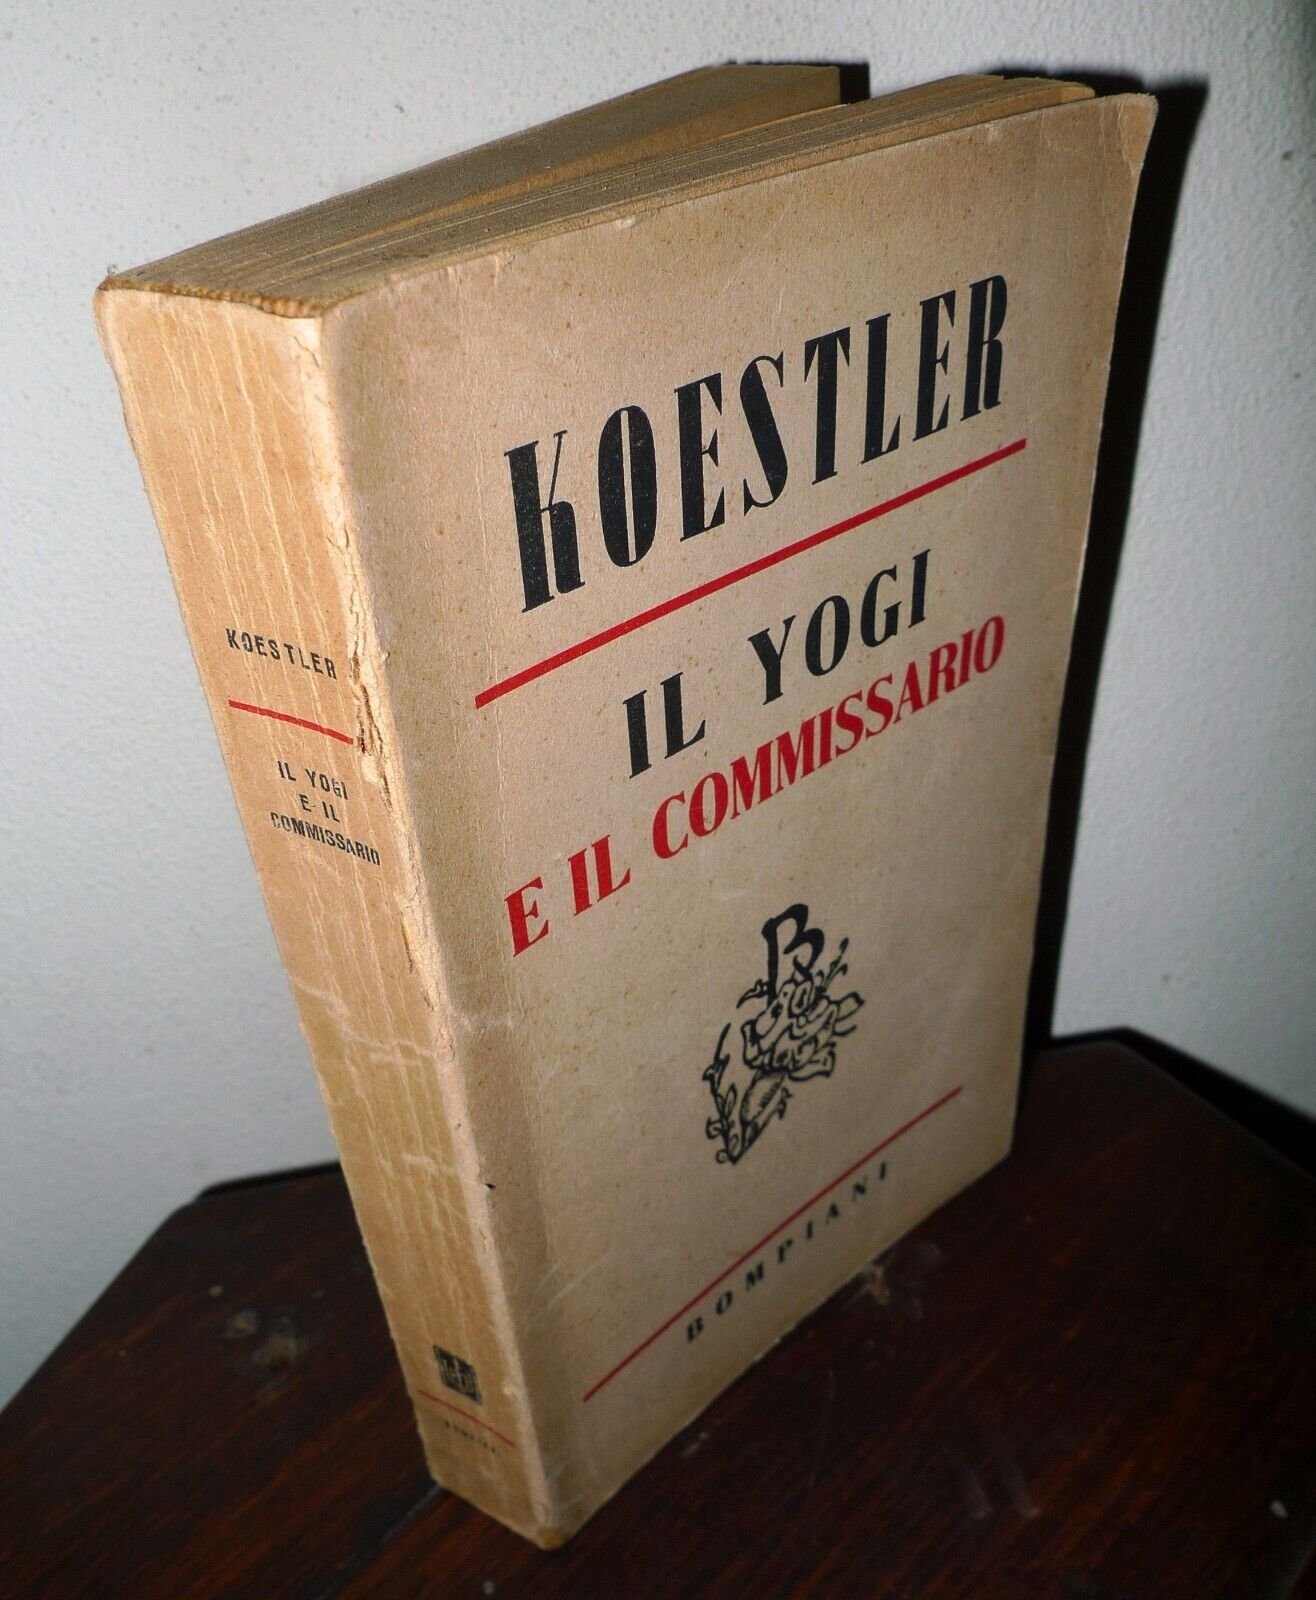 KOESTLER
IL YOGI
E IL
COMMISSARIO
KOESTLER
IL YOGI
E IL COMMISSARIO
B
BOMPIANI